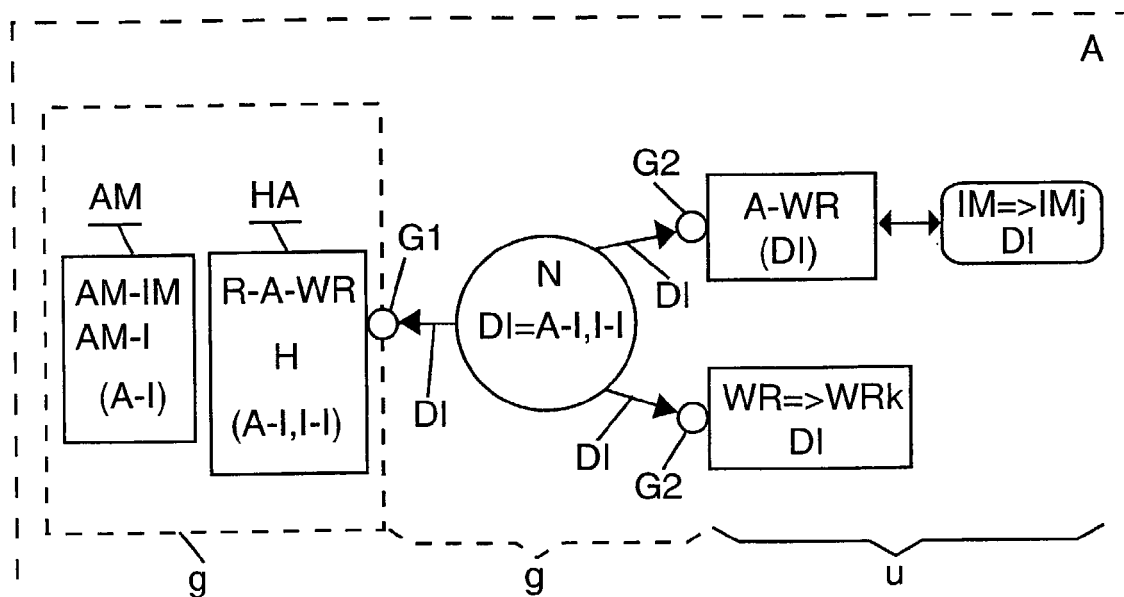 A
AM
HA
G1
G2
AM-IM
AM-I
(A-I)
R-A-WR
H
(A-I,I-I)
DI
N
DI=A-I,I-I
DI
A-WR
(DI)
IM=>IMj
DI
DI
G2
WR=>WRk
DI
g
g
u